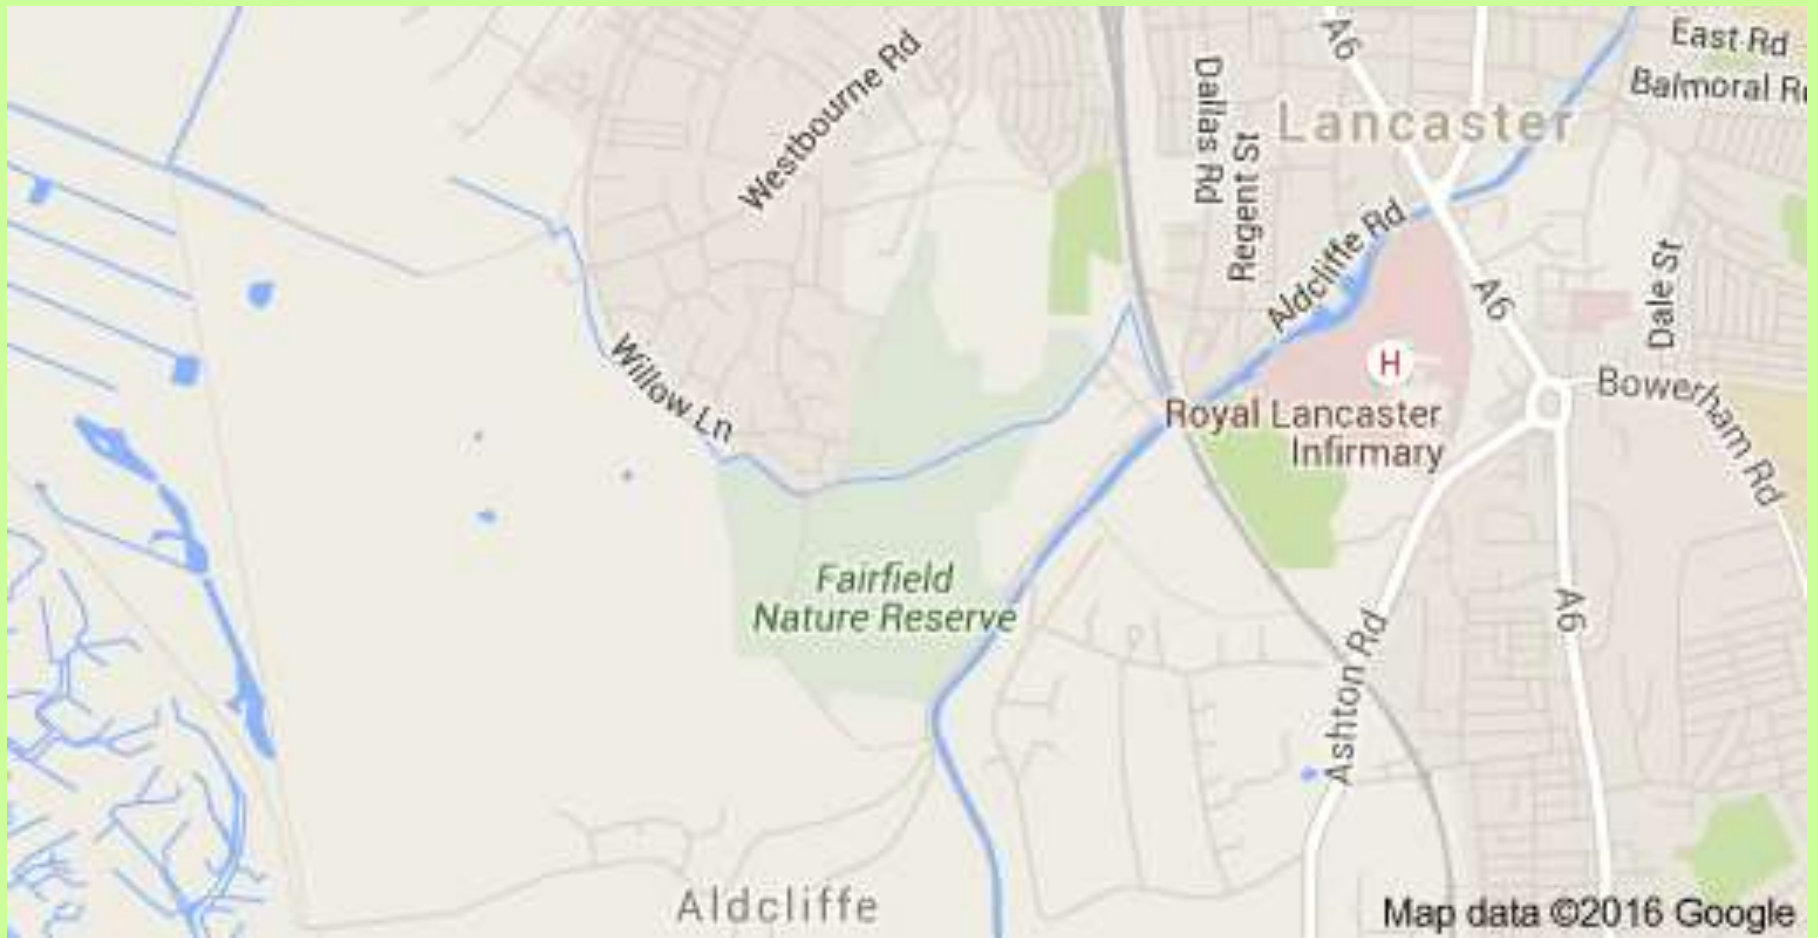 A6
East Rd
Balmoral R
Westbourne Rd
Dallas Rd
Lancaster
Regent St
Aldcliffe Rd
A6
Dale St
Willow Ln
H
Bowerham Rd
Royal Lancaster
Infirmary
Fairfield
Nature Reserve
A6
Ashton Rd
Aldcliffe
Map data ©2016 Google